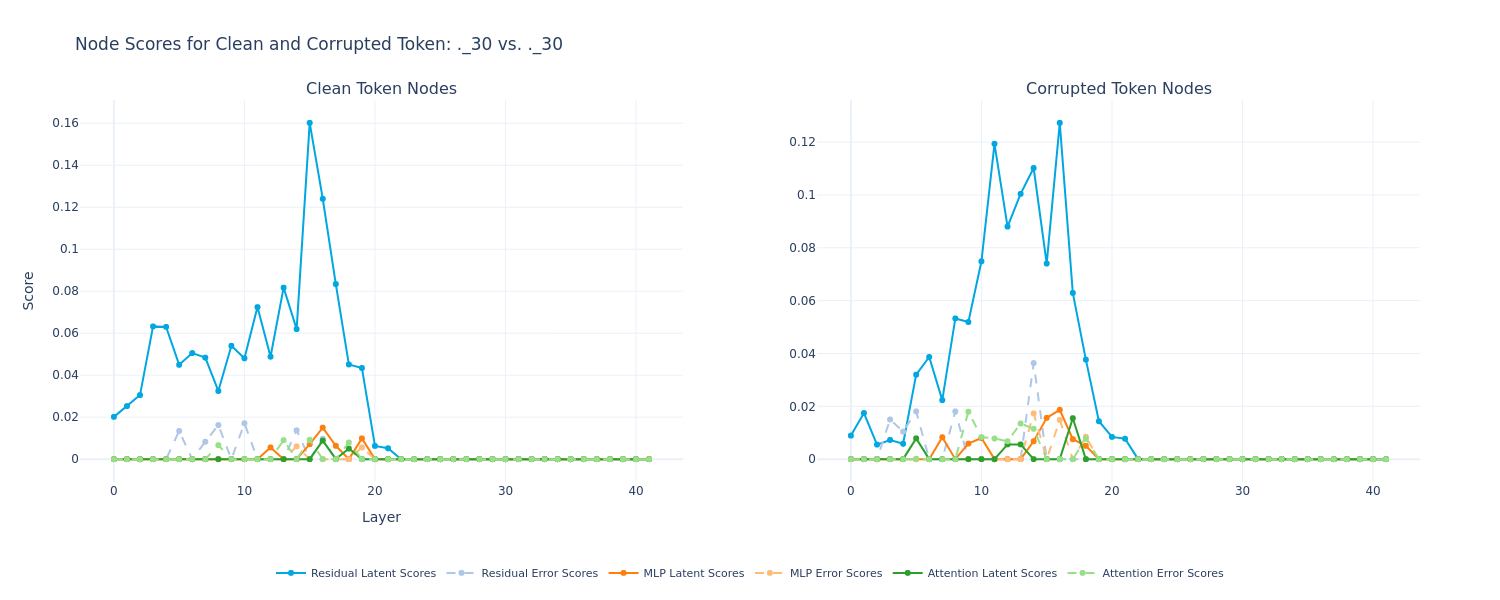 Node Scores for Clean and Corrupted Token: ._30 vs. ._30
Clean Token Nodes
Corrupted Token Nodes
0.16
0.14
0.12
0.1
0.08
0.06
0.04
0.02
0
Score
0 10 20 30 40
Layer
0.12
0.1
0.08
0.06
0.04
0.02
0
0 10 20 30 40
Residual Latent Scores Residual Error Scores MLP Latent Scores MLP Error Scores Attention Latent Scores Attention Error Scores